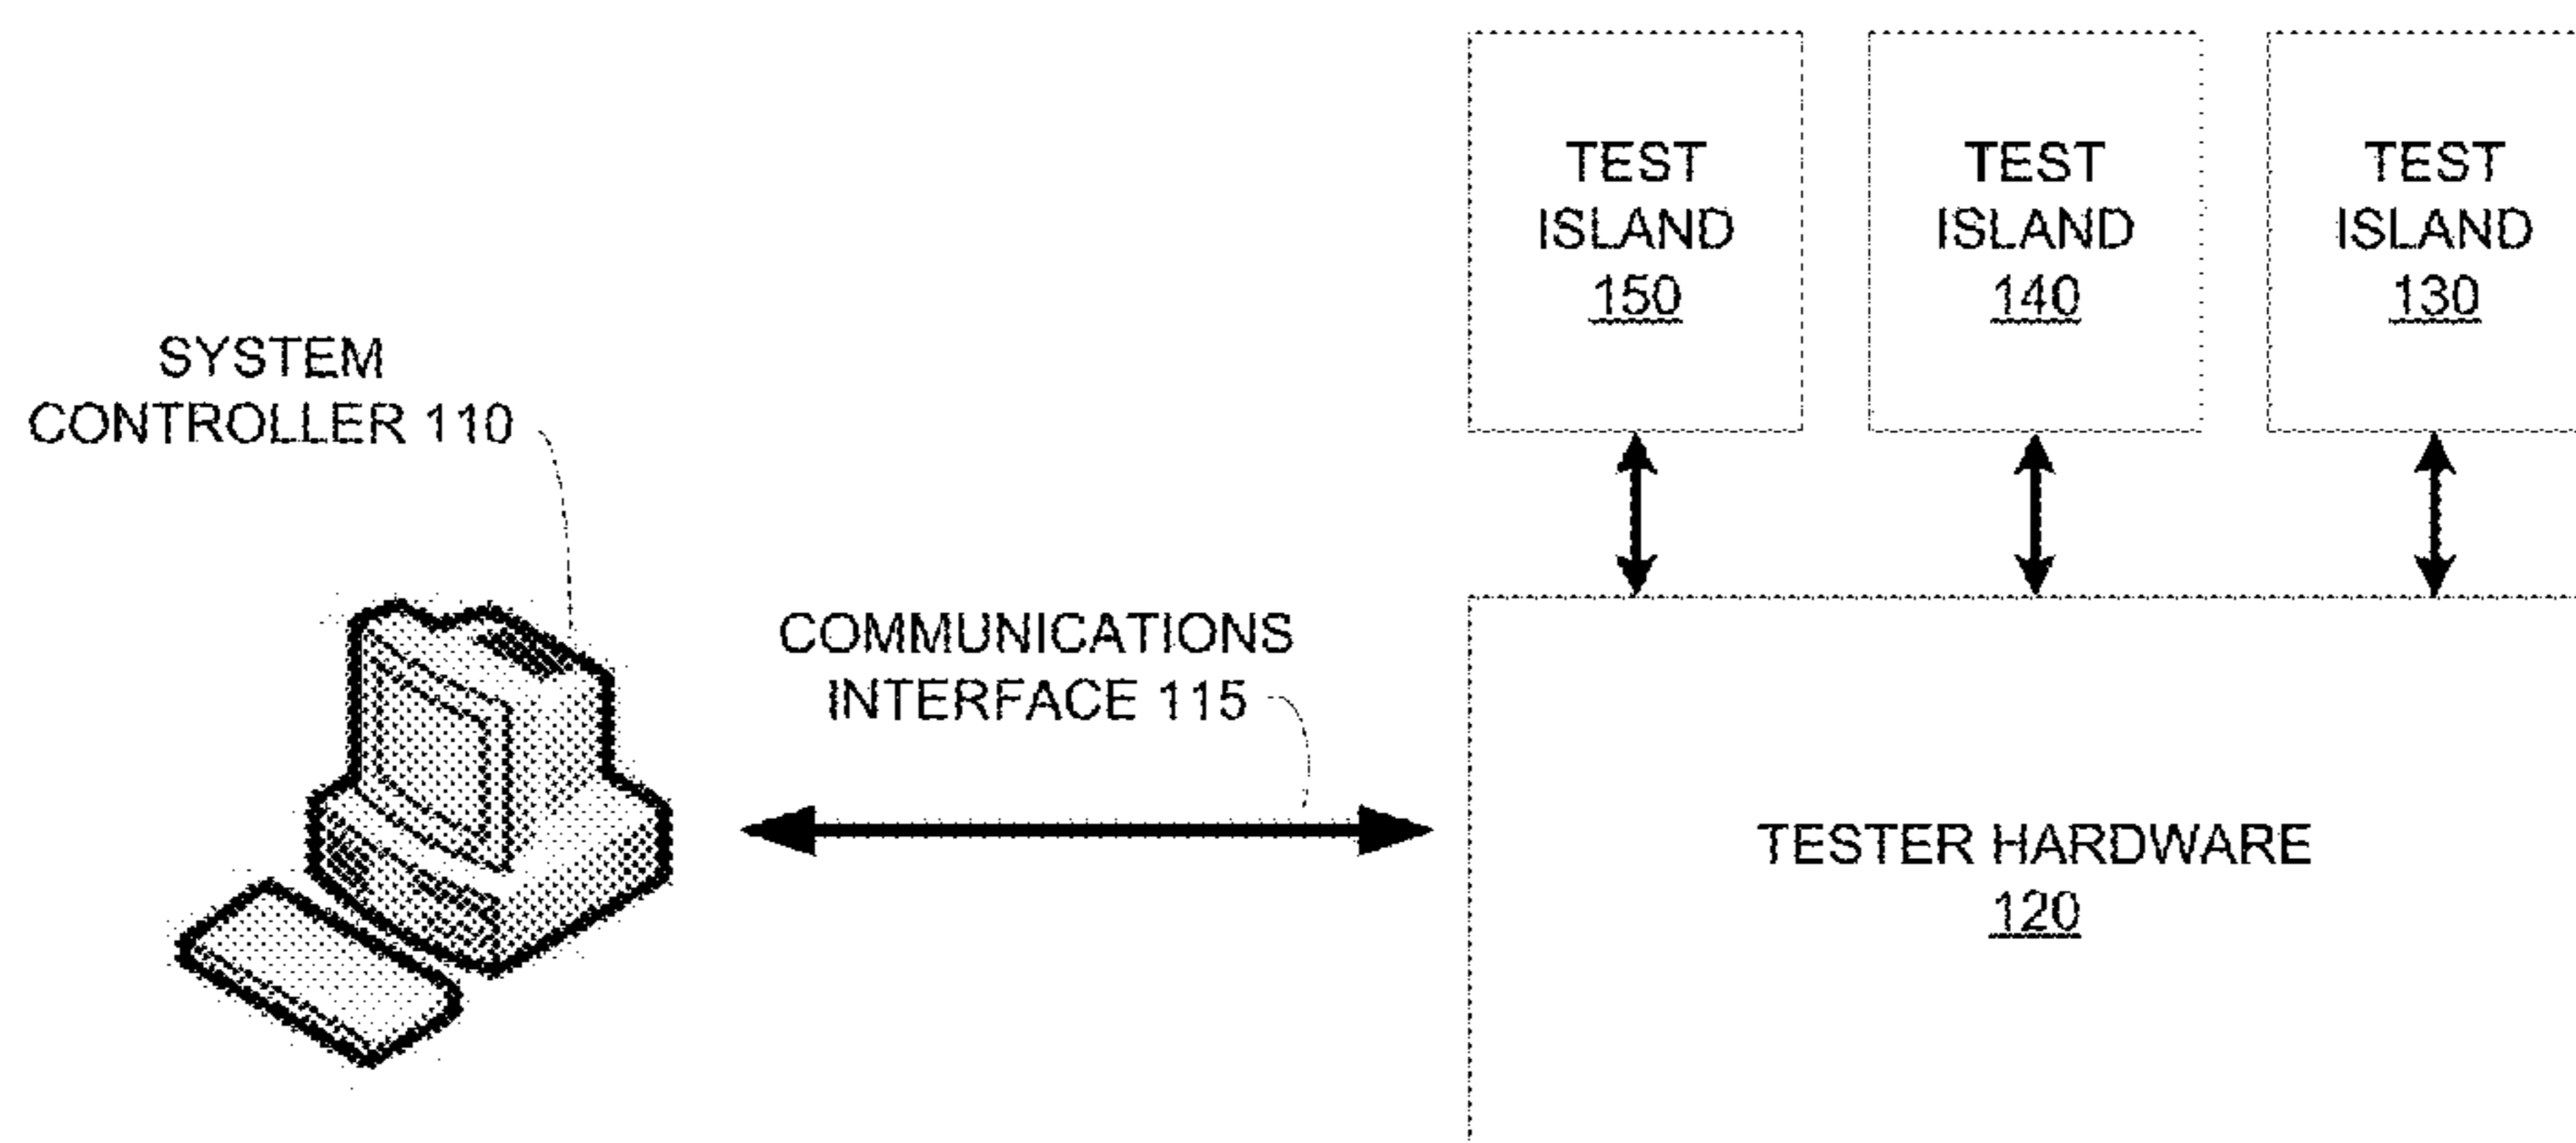 TEST
ISLAND
150
TEST
ISLAND
140
TEST
ISLAND
130
SYSTEM
CONTROLLER 110
COMMUNICATIONS
INTERFACE 115
TESTER HARDWARE
120